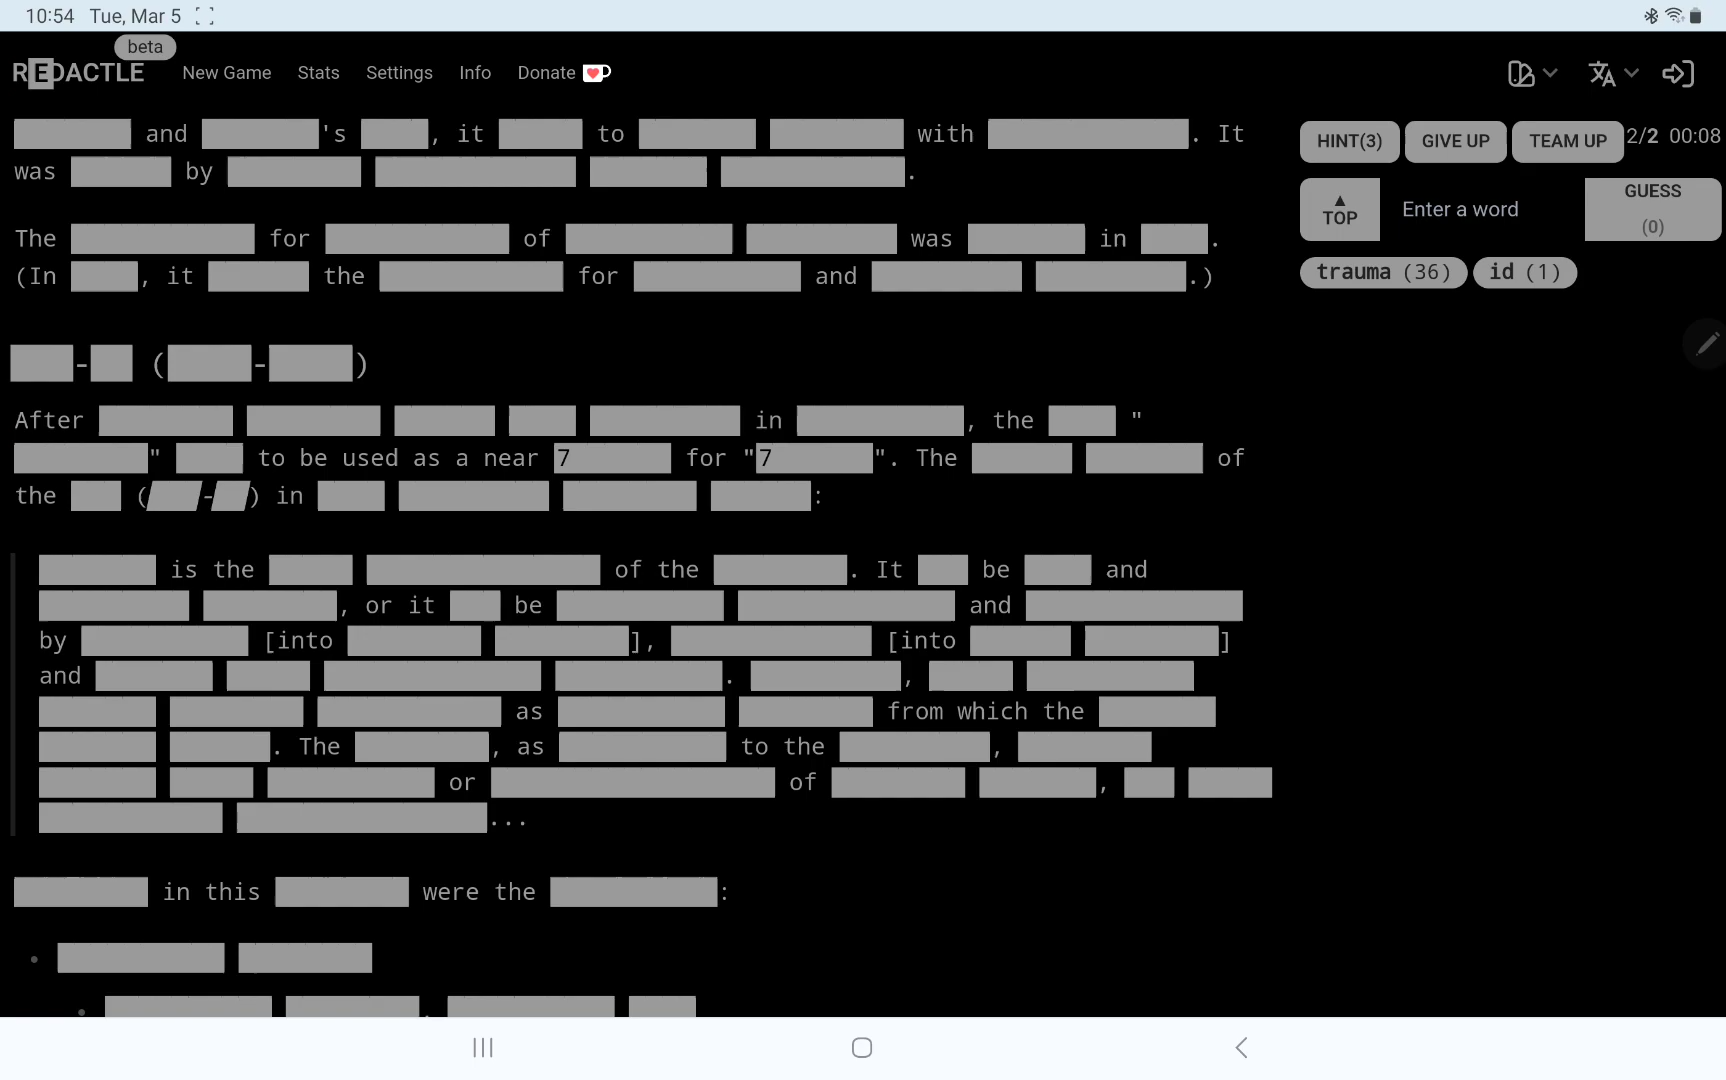 10:54 Tue, Mar 5
beta
REDACTLE New Game Stats Settings Info Donate
and 's , it to with . It
was by .
The for of was in .
(In , it the for and .)
- ( - )
After in , the "
" to be used as a near 7 for "7 ". The of
the ( - ) in :
is the of the . It be and
, or it be and
by [into ], [into ]
and . ,
as from which the
. The , as to the ,
or of ,
...
in this were the :
,
HINT(3) GIVE UP TEAM UP 2/2 00:08
▲
TOP Enter a word GUESS
(0)
trauma (36) id (1)